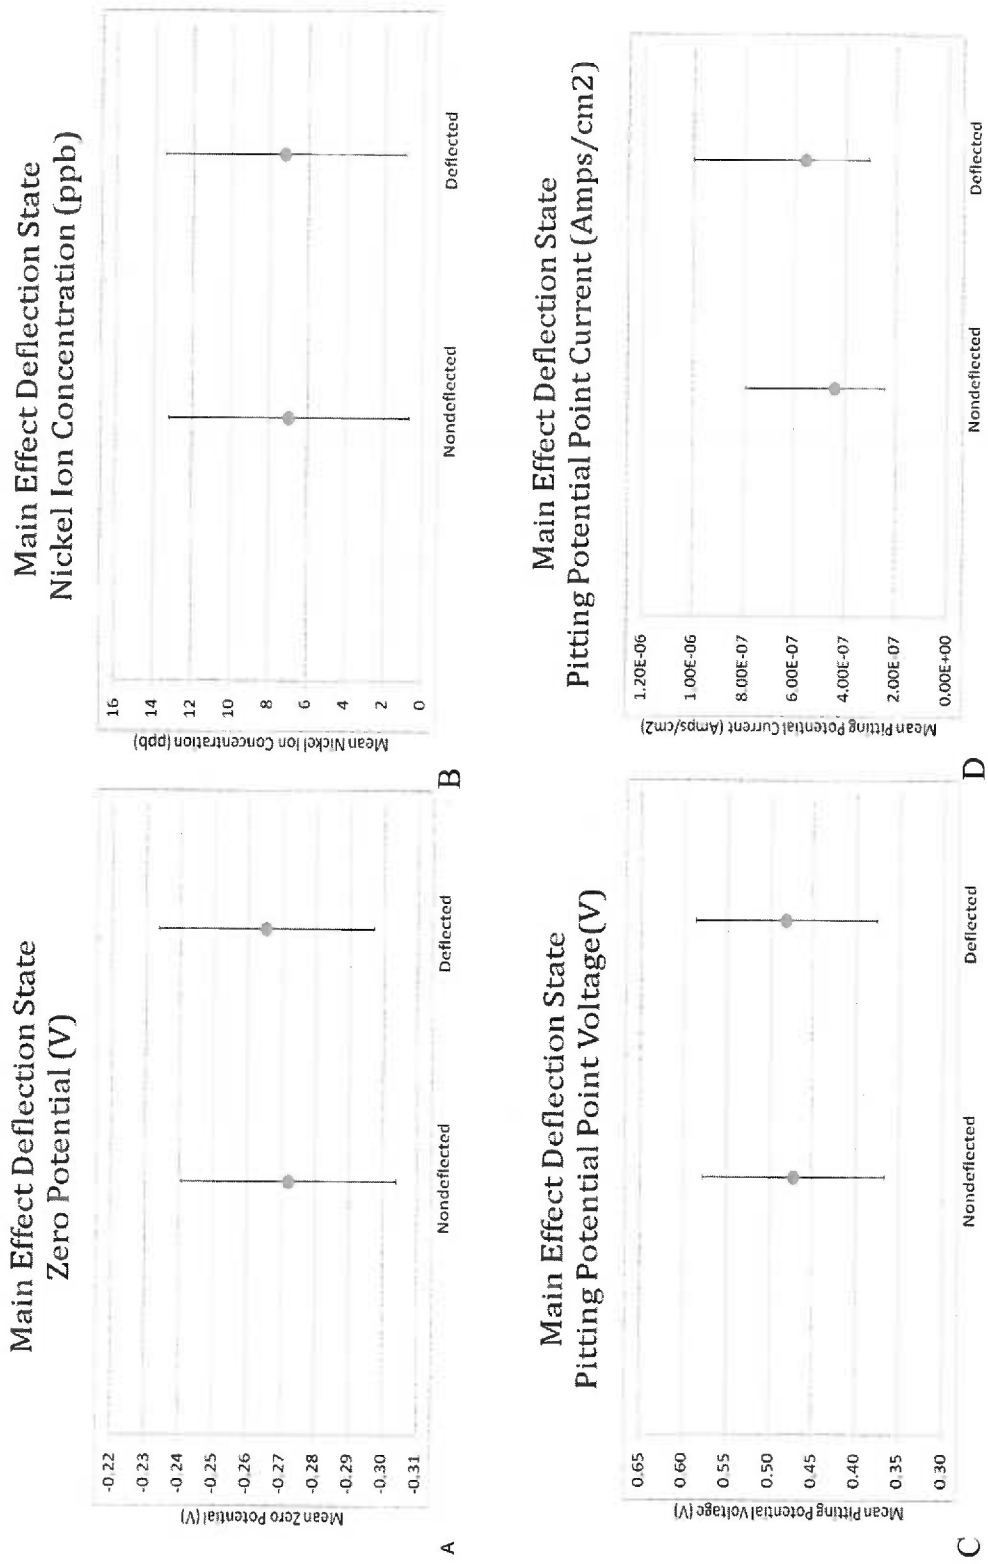 Main Effect Deflection State
Zero Potential (V)
Mean Zero Potential (V)
-0.22
-0.23
-0.24
-0.25
-0.26
-0.27
-0.28
-0.29
-0.30
-0.31
Nondeflected
Deflected
A
Main Effect Deflection State
Nickel Ion Concentration (ppb)
Mean Nickel Ion Concentration (ppb)
16
14
12
10
8
6
4
2
0
Nondeflected
Deflected
B
Main Effect Deflection State
Pitting Potential Point Voltage(V)
Mean Pitting Potential Voltage (V)
0.65
0.60
0.55
0.50
0.45
0.40
0.35
0.30
Nondeflected
Deflected
C
Main Effect Deflection State
Pitting Potential Point Current (Amps/cm2)
Mean Pitting Potential Current (Amps/cm2)
1.20E-06
1.00E-06
8.00E-07
6.00E-07
4.00E-07
2.00E-07
0.00E+00
Nondeflected
Deflected
D